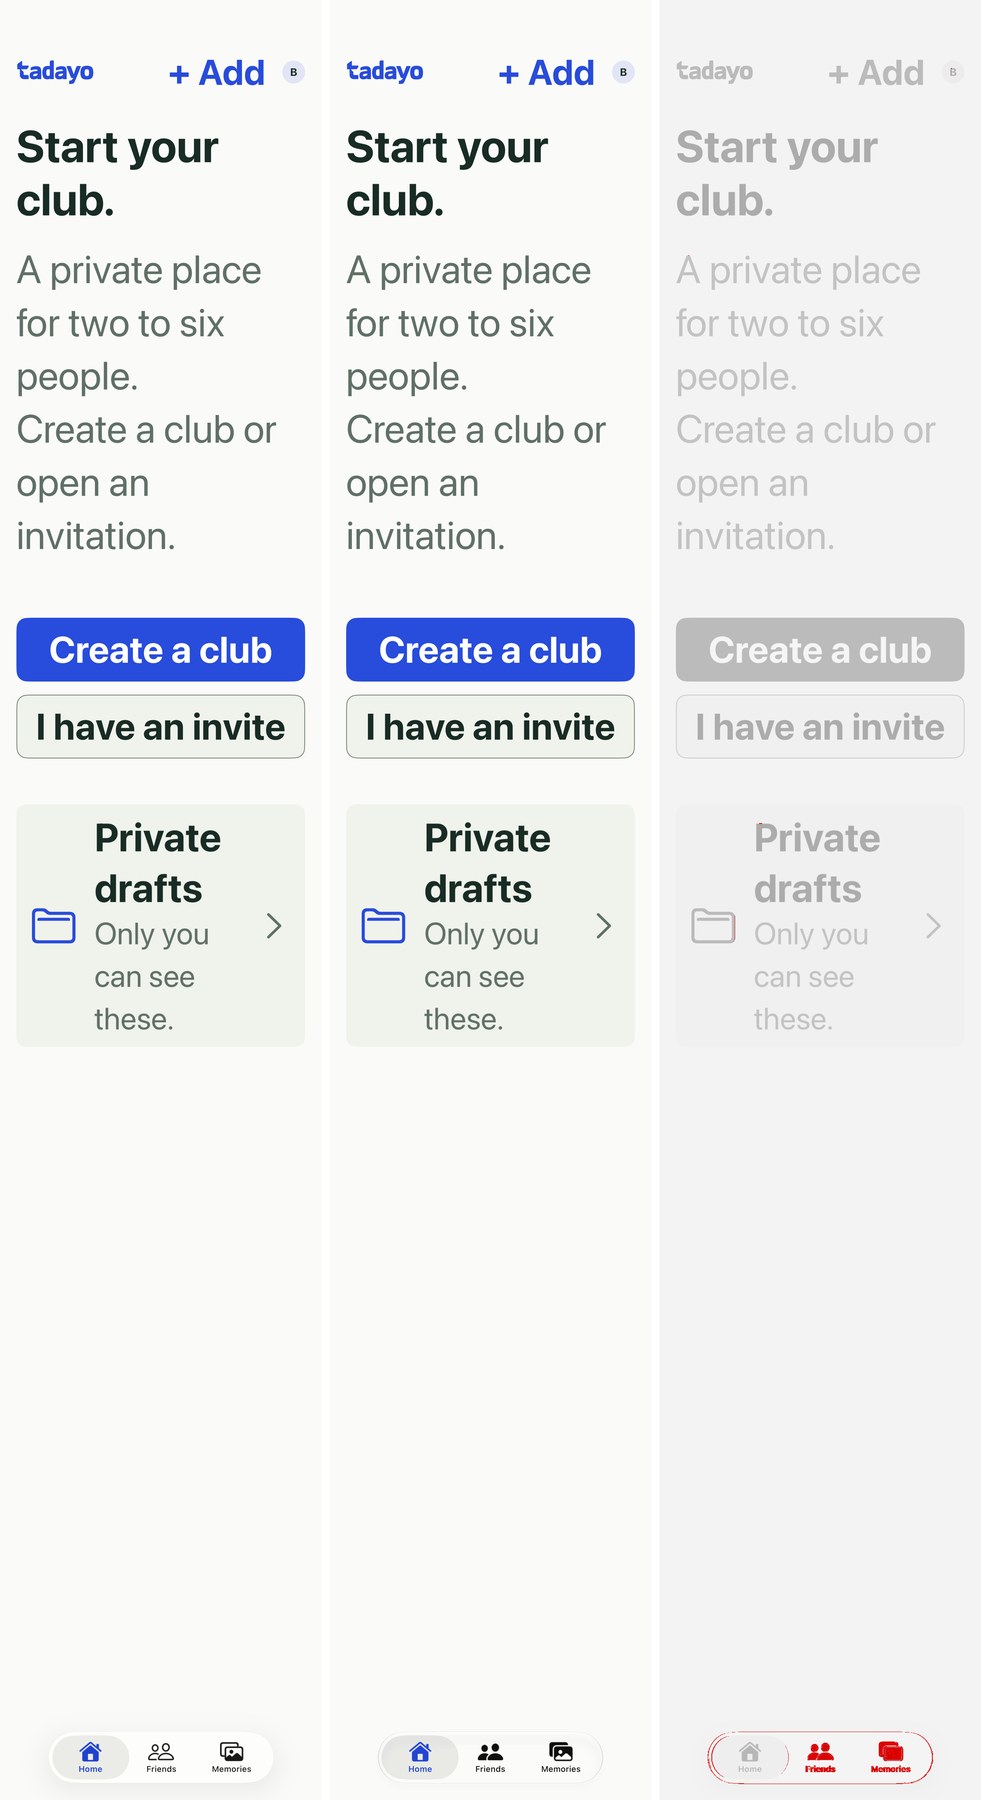 tadayo
+ Add
B
Start your
club.
A private place
for two to six
people.
Create a club or
open an
invitation.
Create a club
I have an invite
Private
drafts
Only you
can see
these.
Home
Friends
Memories
tadayo
+ Add
B
Start your
club.
A private place
for two to six
people.
Create a club or
open an
invitation.
Create a club
I have an invite
Private
drafts
Only you
can see
these.
Home
Friends
Memories
tadayo
+ Add
B
Start your
club.
A private place
for two to six
people.
Create a club or
open an
invitation.
Create a club
I have an invite
Private
drafts
Only you
can see
these.
Home
Friends
Memories